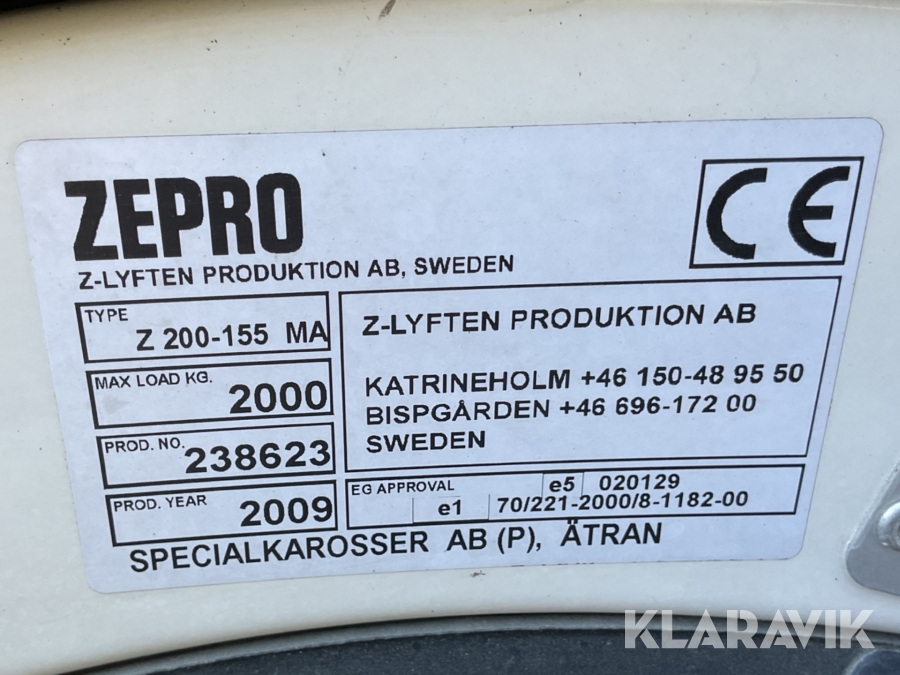 ZEPRO
CE
Z-LYFTEN PRODUKTION AB, SWEDEN
TYPE
Z 200-155 MA
MAX LOAD KG.
2000
PROD. NO.
238623
PROD. YEAR
2009
Z-LYFTEN PRODUKTION AB
KATRINEHOLM +46 150-48 95 50
BISPGÅRDEN +46 696-172 00
SWEDEN
EG APPROVAL
e5 020129
e1 70/221-2000/8-1182-00
SPECIALKAROSSER AB (P), ÄTRAN
KLARAVIK